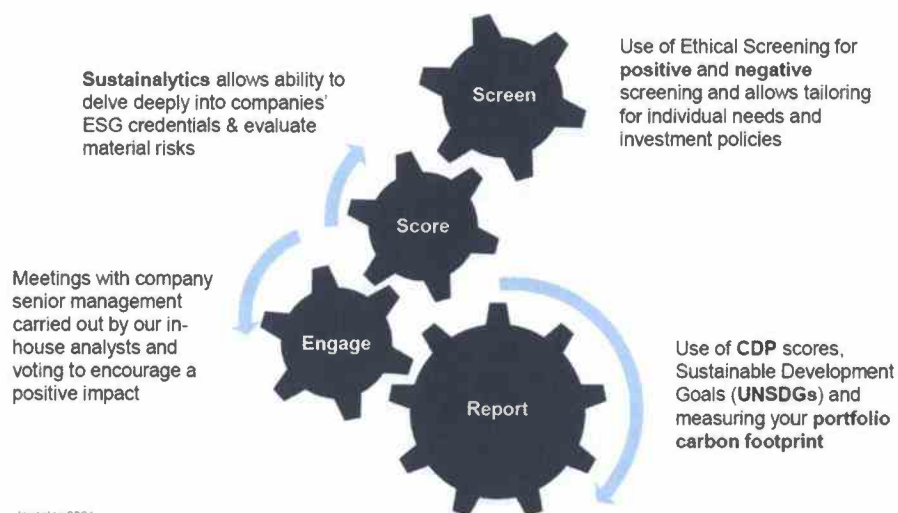 Screen
Use of Ethical Screening for
positive and negative
screening and allows tailoring
for individual needs and
investment policies
Sustainalytics allows ability to
delve deeply into companies'
ESG credentials & evaluate
material risks
Score
Meetings with company
senior management
carried out by our in-
house analysts and
voting to encourage a
positive impact
Engage
Report
Use of CDP scores,
Sustainable Development
Goals (UNSDGs) and
measuring your portfolio
carbon footprint